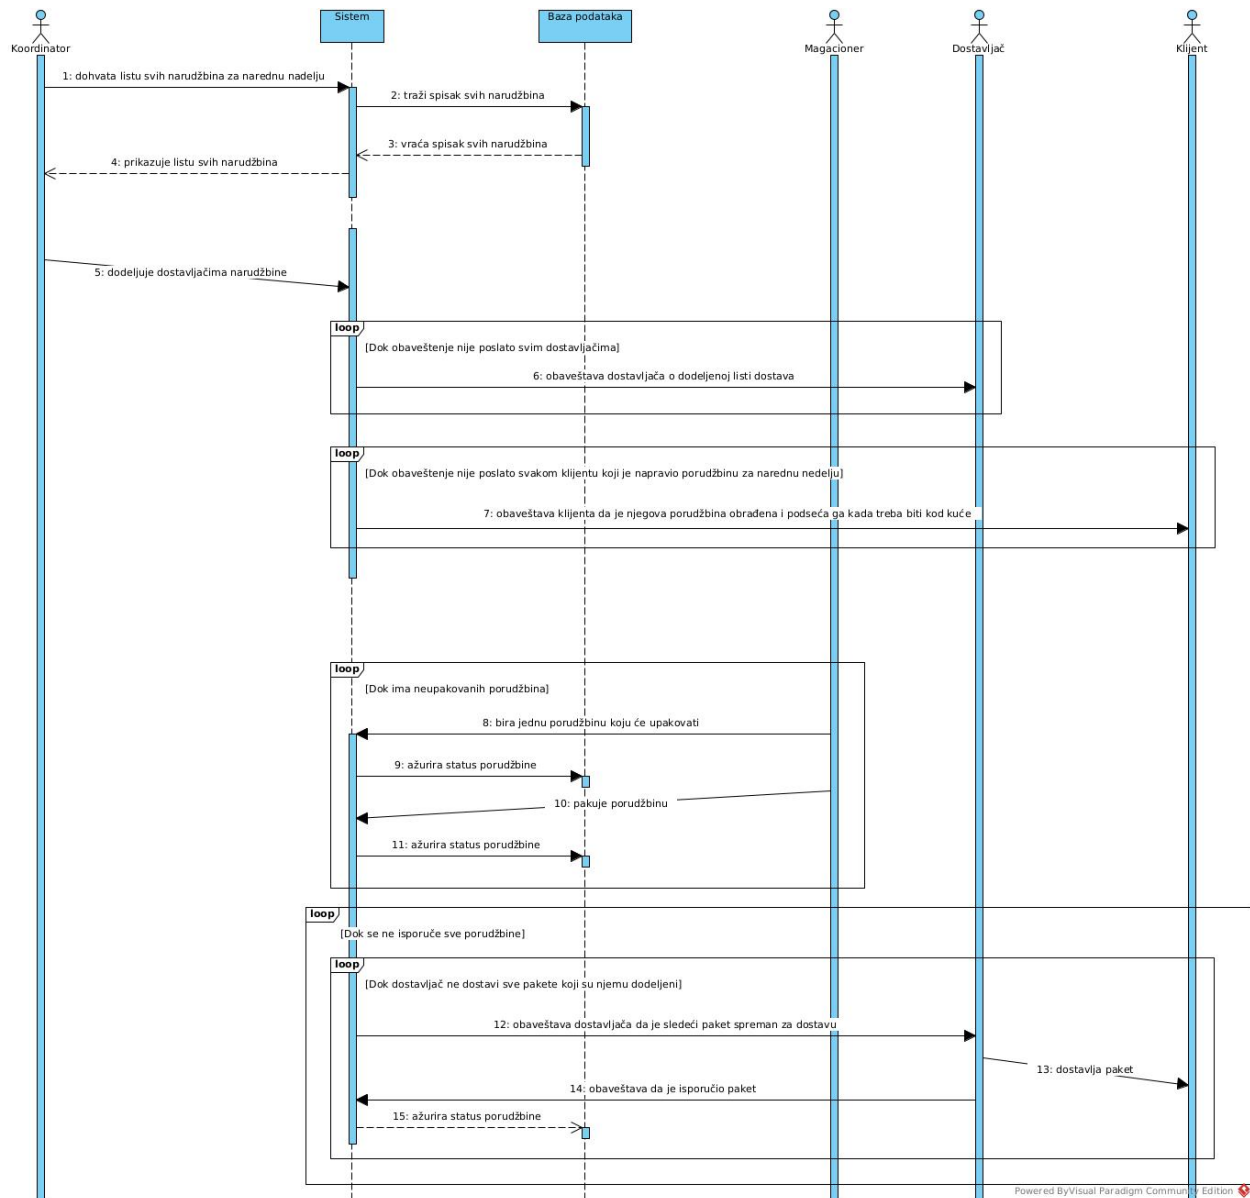 Sistem
Baza podataka
Koordinator
Magacioner
Dostavljač
Klijent
1: dohvata listu svih narudžbina za narednu nadelju
2: traži spisak svih narudžbina
3: vraća spisak svih narudžbina
4: prikazuje listu svih narudžbina
5: dodeljuje dostavljačima narudžbine
loop
[Dok obaveštenje nije poslato svim dostavljačima]
6: obaveštava dostavljača o dodeljenoj listi dostava
loop
[Dok obaveštenje nije poslato svakom klijentu koji je napravio porudžbinu za narednu nedelju]
7: obaveštava klijenta da je njegova porudžbina obrađena i podseća ga kada treba biti kod kuće
loop
[Dok ima neupakovanih porudžbina]
8: bira jednu porudžbinu koju će upakovati
9: ažurira status porudžbine
10: pakuje porudžbinu
11: ažurira status porudžbine
loop
[Dok se ne isporuče sve porudžbine]
loop
[Dok dostavljač ne dostavi sve pakete koji su njemu dodeljeni]
12: obaveštava dostavljača da je sledeći paket spreman za dostavu
13: dostavlja paket
14: obaveštava da je isporučio paket
15: ažurira status porudžbine
Powered ByVisual Paradigm Community Edition